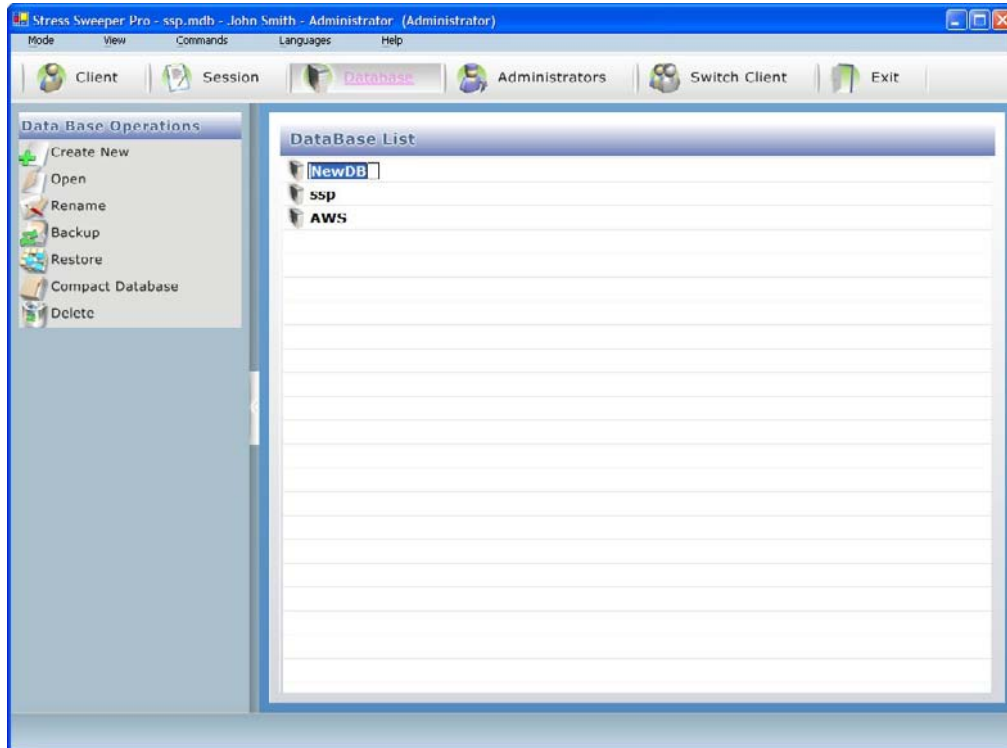 Stress Sweeper Pro - ssp.mdb - John Smith - Administrator (Administrator)
Mode View Commands Languages Help
Client Session Database Administrators Switch Client Exit
Data Base Operations
Create New
Open
Rename
Backup
Restore
Compact Database
Delete
DataBase List
NewDB
ssp
AWS